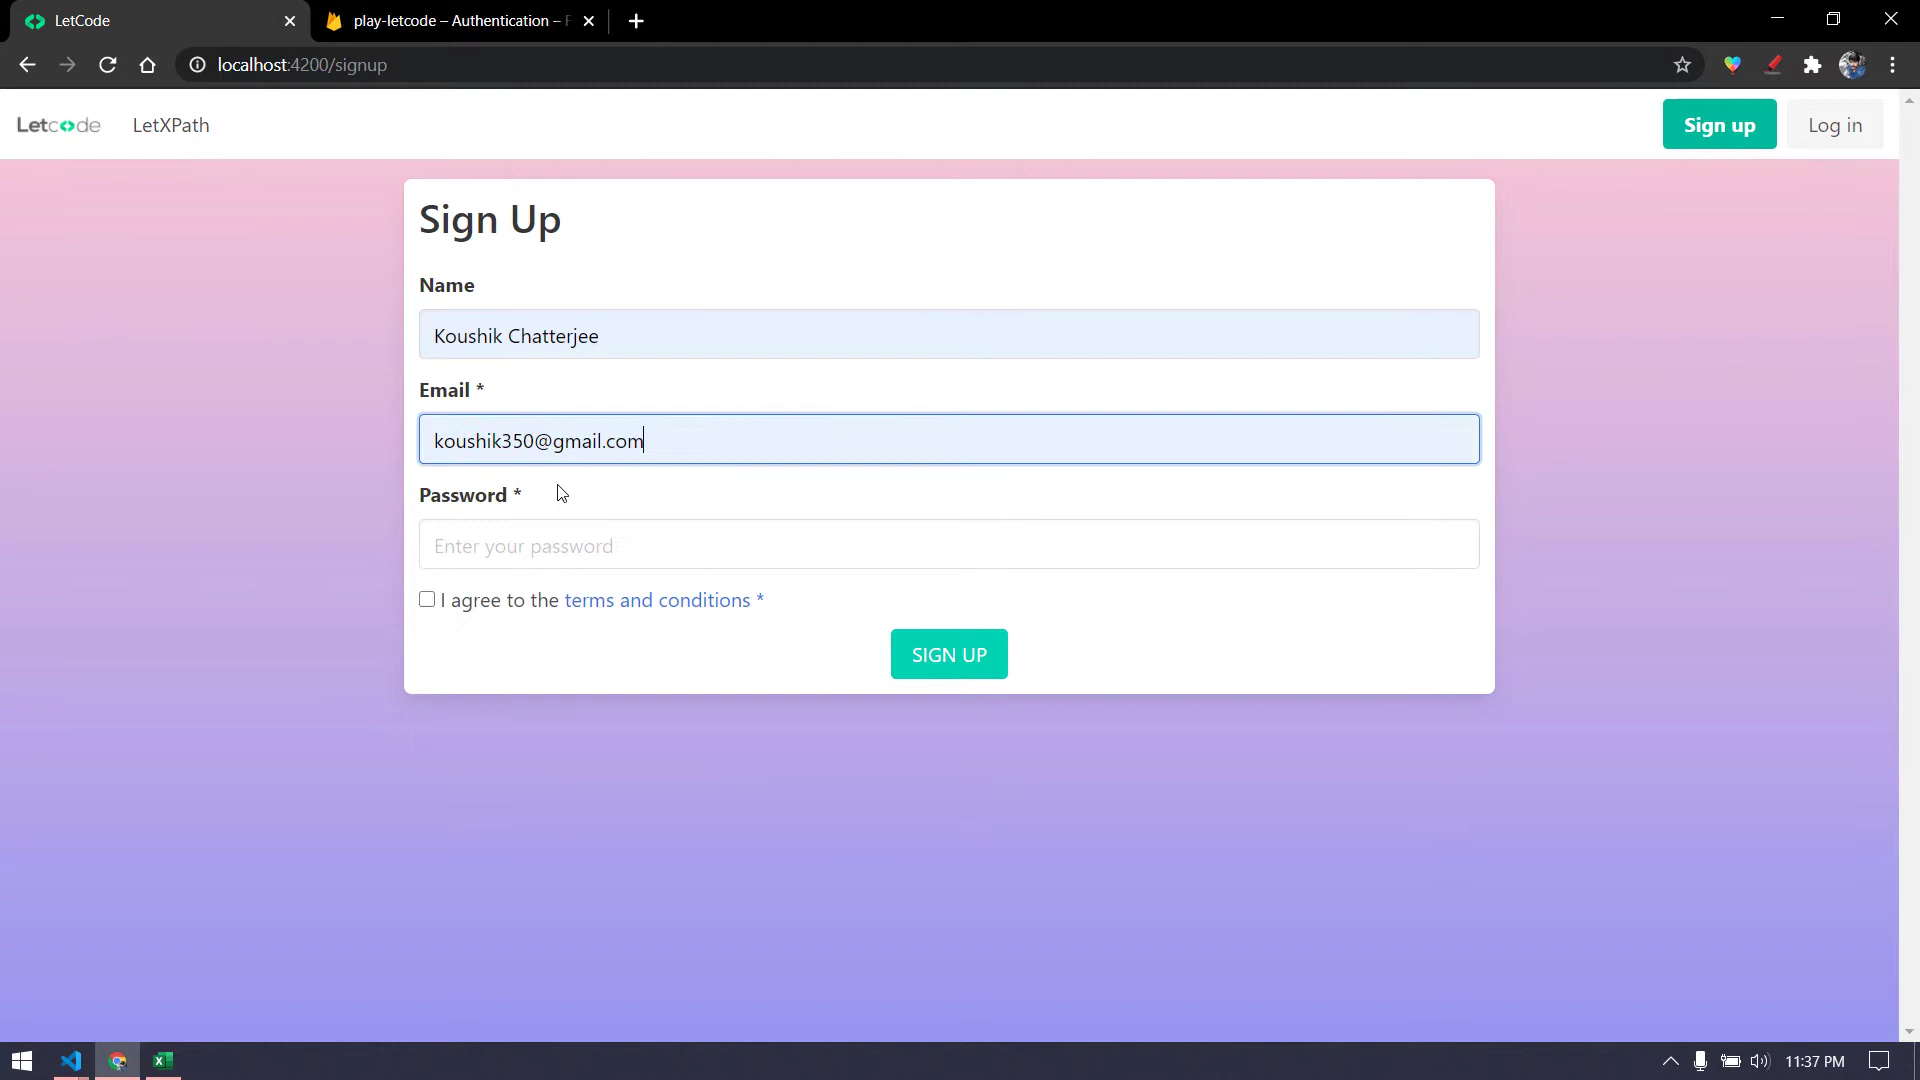 LetCode
play-letcode – Authentication – F
localhost:4200/signup
Letcode
LetXPath
Sign up
Log in
Sign Up
Name
Koushik Chatterjee
Email *
koushik350@gmail.com
Password *
Enter your password
I agree to the terms and conditions *
SIGN UP
11:37 PM